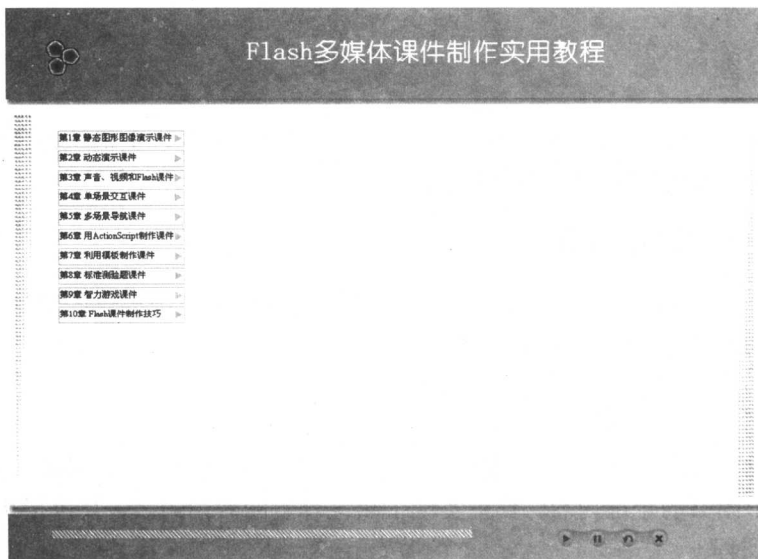 Flash多媒体课件制作实用教程
第1章 静态图形图像演示课件
第2章 动态演示课件
第3章 声音、视频和Flash课件
第4章 单场景交互课件
第5章 多场景导航课件
第6章 用ActionScript制作课件
第7章 利用模板制作课件
第8章 标准测验题课件
第9章 智力游戏课件
第10章 Flash课件制作技巧